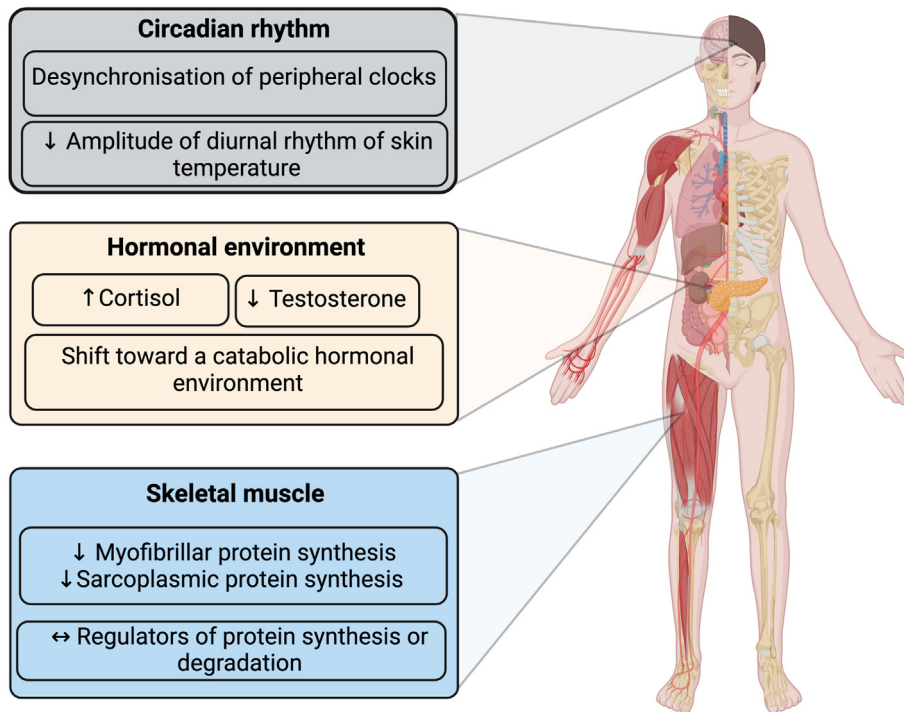 Circadian rhythm
Desynchronisation of peripheral clocks
↓ Amplitude of diurnal rhythm of skin
temperature
Hormonal environment
↑Cortisol
↓ Testosterone
Shift toward a catabolic hormonal
environment
Skeletal muscle
↓ Myofibrillar protein synthesis
↓Sarcoplasmic protein synthesis
↔ Regulators of protein synthesis or
degradation